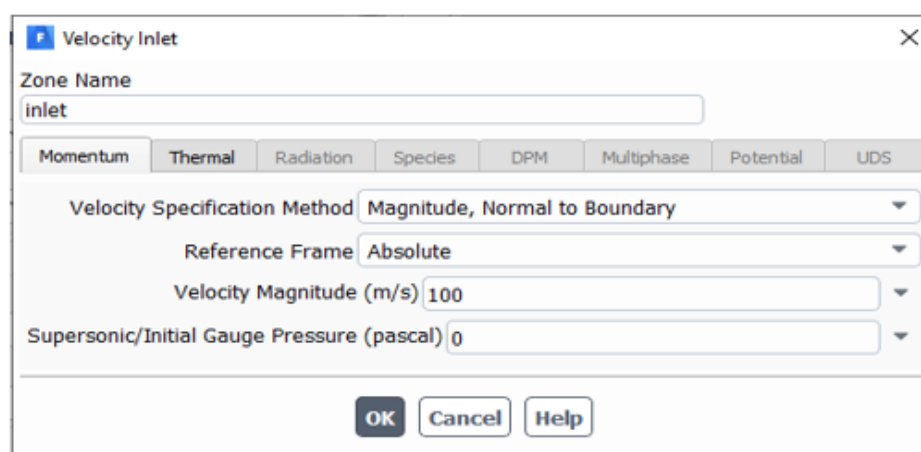 F Velocity Inlet
Zone Name
inlet
Momentum Thermal Radiation Species DPM Multiphase Potential UDS
Velocity Specification Method Magnitude, Normal to Boundary
Reference Frame Absolute
Velocity Magnitude (m/s) 100
Supersonic/Initial Gauge Pressure (pascal) 0
OK Cancel Help